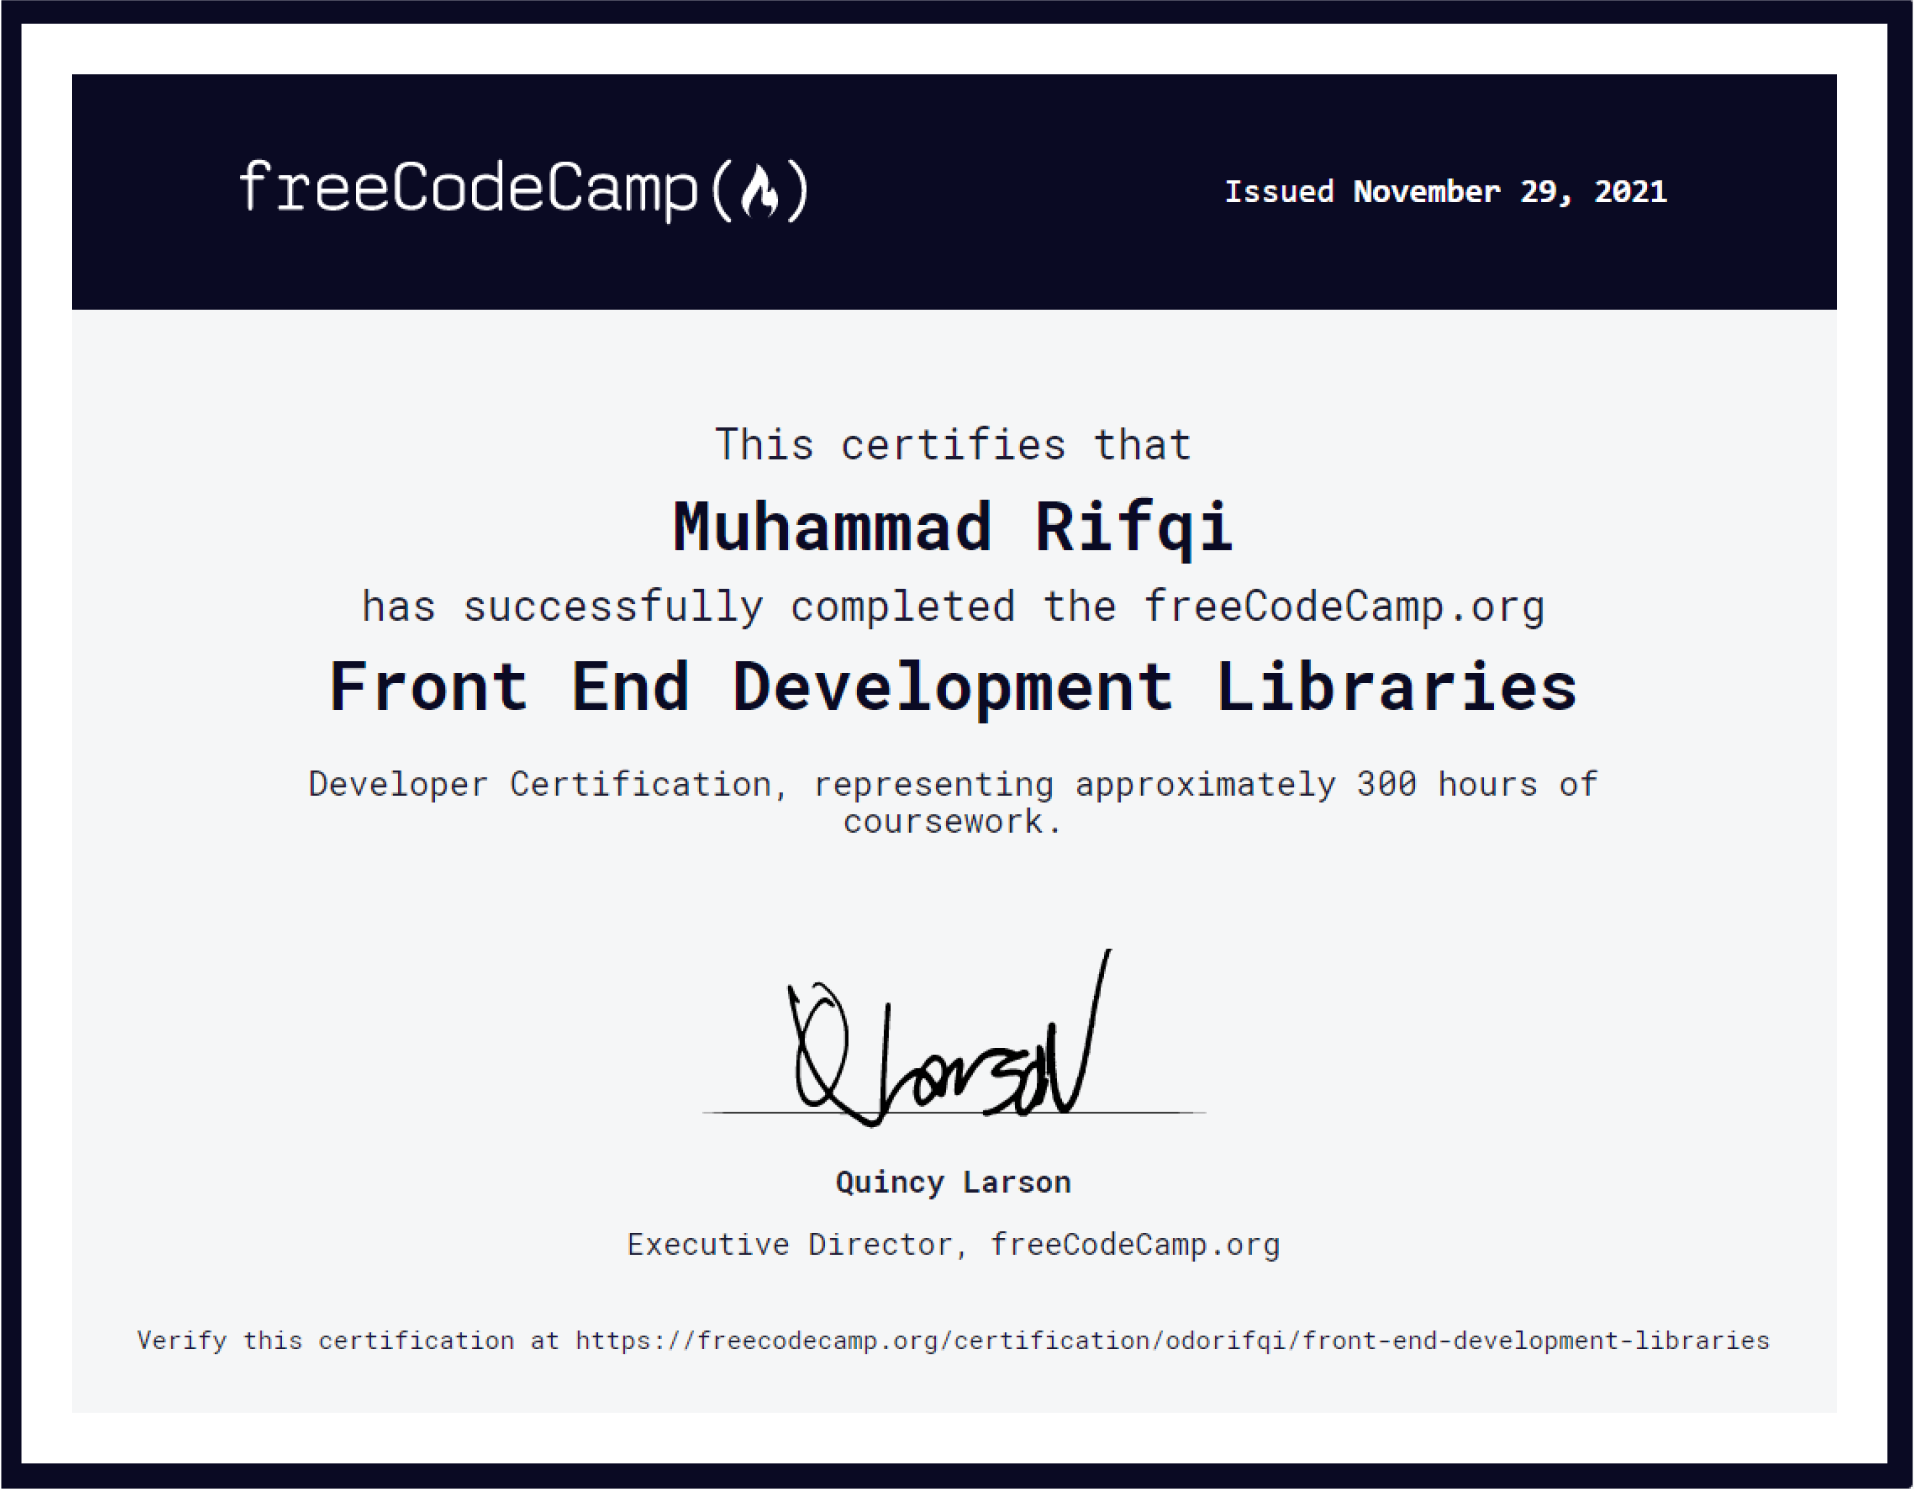 freeCodeCamp(🔥)
Issued November 29, 2021
This certifies that
Muhammad Rifqi
has successfully completed the freeCodeCamp.org
Front End Development Libraries
Developer Certification, representing approximately 300 hours of
coursework.
Q Larson
Quincy Larson
Executive Director, freeCodeCamp.org
Verify this certification at https://freecodecamp.org/certification/odorifqi/front-end-development-libraries